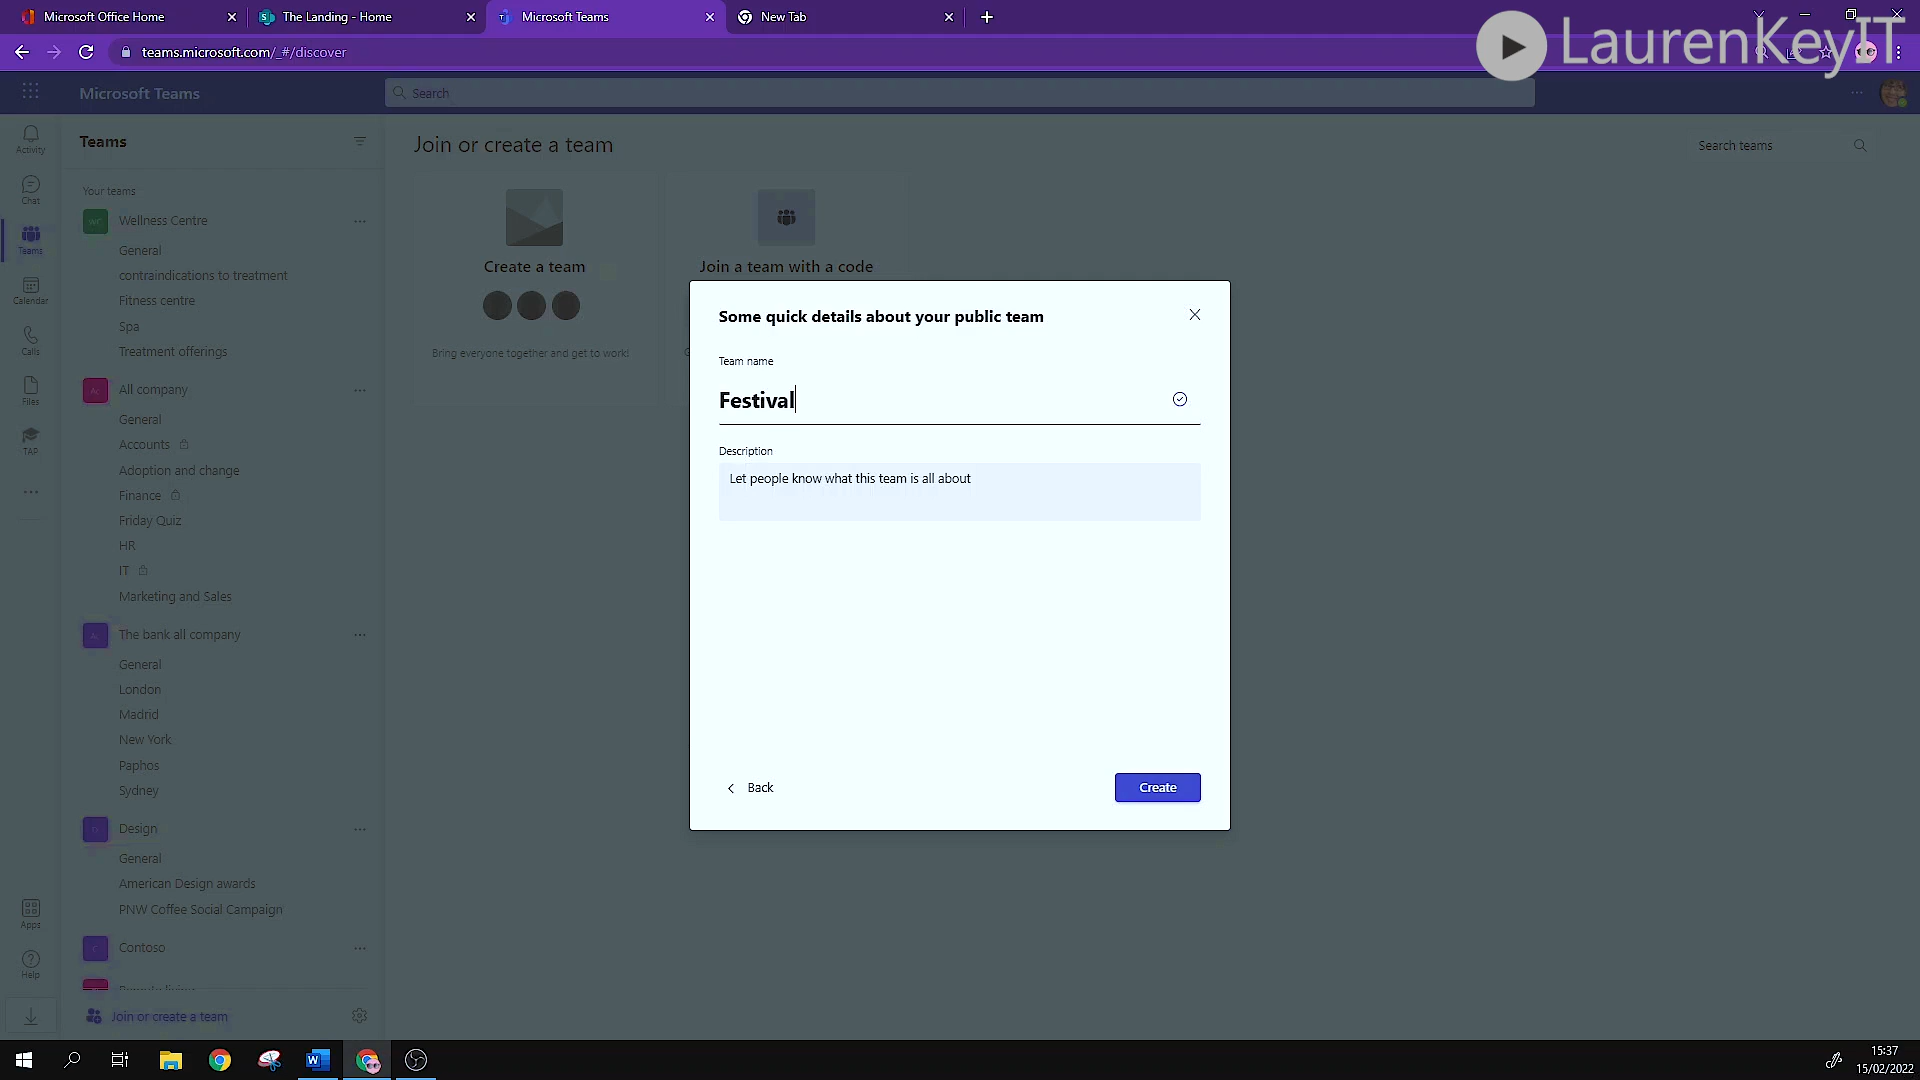 Microsoft Office Home
The Landing - Home
Microsoft Teams
New Tab
teams.microsoft.com/_#/discover
LaurenKeyIT
Microsoft Teams
Search
Activity
Chat
Teams
Calendar
Calls
Files
TAP
Apps
Help
Teams
Your teams
Wellness Centre
General
contraindications to treatment
Fitness centre
Spa
Treatment offerings
All company
General
Accounts
Adoption and change
Finance
Friday Quiz
HR
IT
Marketing and Sales
The bank all company
General
London
Madrid
New York
Paphos
Sydney
Design
General
American Design awards
PNW Coffee Social Campaign
Contoso
Join or create a team
Join or create a team
Search teams
Create a team
Bring everyone together and get to work!
Join a team with a code
Some quick details about your public team
Team name
Festival
Description
Let people know what this team is all about
Back
Create
15:37
15/02/2022